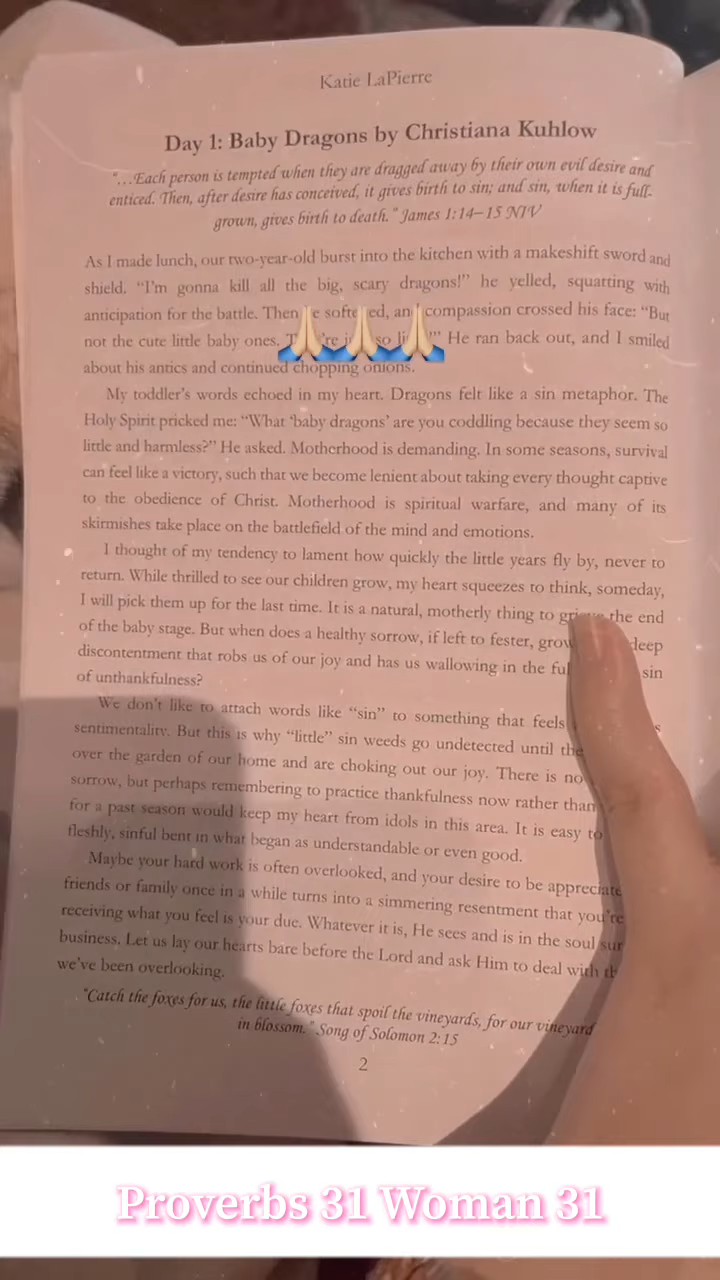 Katie LaPierre
Day 1: Baby Dragons by Christiana Kuhlow
"…Each person is tempted when they are dragged away by their own evil desire and
enticed. Then, after desire has conceived, it gives birth to sin; and sin, when it is full-
grown, gives birth to death." James 1:14–15 NIV
As I made lunch, our two-year-old burst into the kitchen with a makeshift sword and
shield. "I'm gonna kill all the big, scary dragons!" he yelled, squatting with
anticipation for the battle. Then compassion crossed his face: "But
not the cute little baby ones. so He ran back out, and I smiled
about his antics and continued chopping onions.
My toddler's words echoed in my heart. Dragons felt like a sin metaphor. The
Holy Spirit pricked me: "What 'baby dragons' are you coddling because they seem so
little and harmless?" He asked. Motherhood is demanding. In some seasons, survival
can feel like a victory, such that we become lenient about taking every thought captive
to the obedience of Christ. Motherhood is spiritual warfare, and many of its
skirmishes take place on the battlefield of the mind and emotions.
I thought of my tendency to lament how quickly the little years fly by, never to
return. While thrilled to see our children grow, my heart squeezes to think, someday,
I will pick them up for the last time. It is a natural, motherly thing to grieve the end
of the baby stage. But when does a healthy sorrow, if left to fester, deep
discontentment that robs us of our joy and has us wallowing in the sin
of unthankfulness?
We don't like to attach words like "sin" to something that feels
sentimentality. But this is why "little" sin weeds go undetected until
over the garden of our home and are choking out our joy. There is no
sorrow, but perhaps remembering to practice thankfulness now rather than
for a past season would keep my heart from idols in this area. It is easy to
fleshly, sinful bent in what began as understandable or even good.
Maybe your hard work is often overlooked, and your desire to be
friends or family once in a while turns into a simmering resentment that you're
receiving what you feel is your due. Whatever it is, He sees and is in the soul
business. Let us lay our hearts bare before the Lord and ask Him to deal with
we've been overlooking.
"Catch the foxes for us, the little foxes that spoil the vineyards, for our
in blossom." Song of Solomon 2:15
2
Proverbs 31 Woman 31